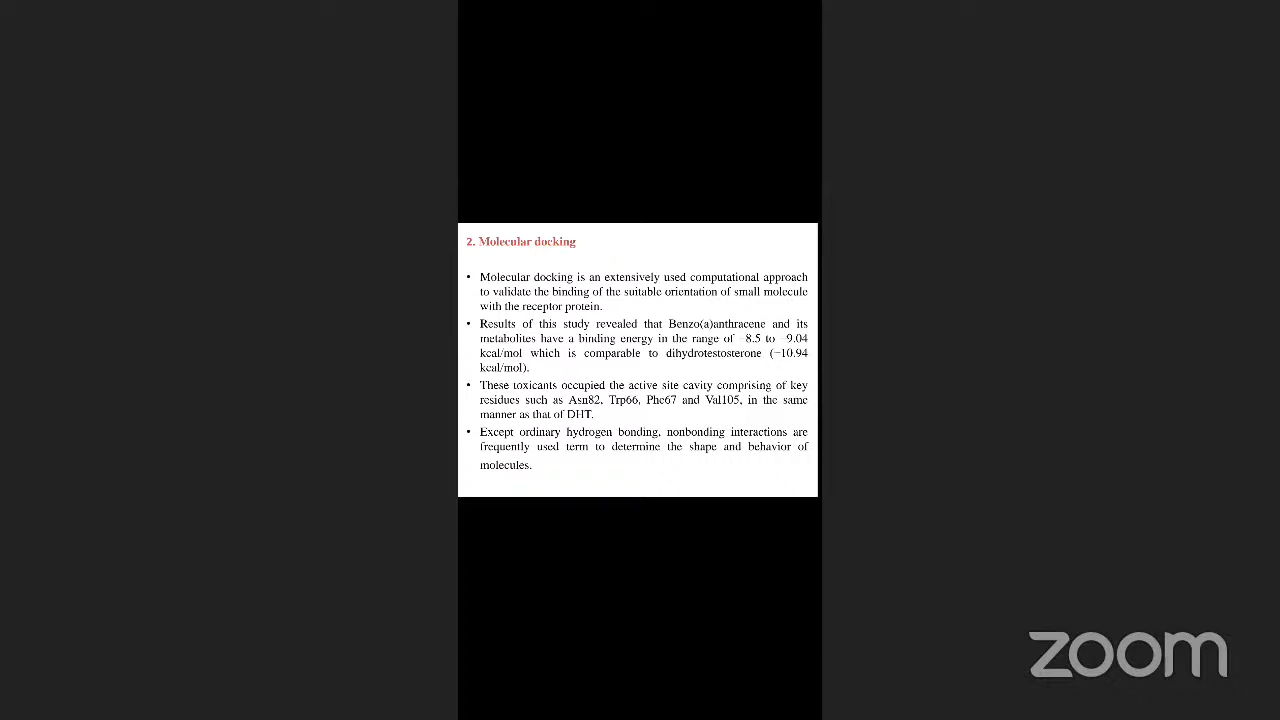 2. Molecular docking
• Molecular docking is an extensively used computational approach
to validate the binding of the suitable orientation of small molecule
with the receptor protein.
• Results of this study revealed that Benzo(a)anthracene and its
metabolites have a binding energy in the range of −8.5 to −9.04
kcal/mol which is comparable to dihydrotestosterone (−10.94
kcal/mol).
• These toxicants occupied the active site cavity comprising of key
residues such as Asn82, Trp66, Phe67 and Val105, in the same
manner as that of DHT.
• Except ordinary hydrogen bonding, nonbonding interactions are
frequently used term to determine the shape and behavior of
molecules.
zoom